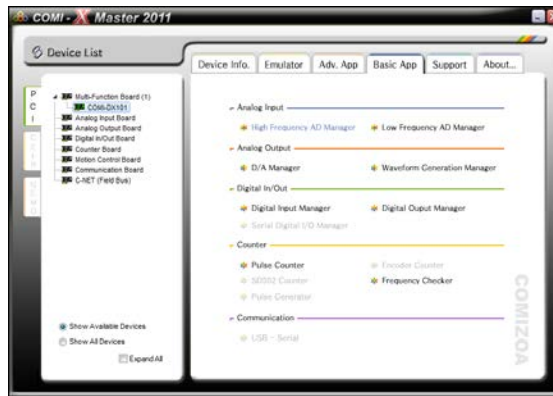 COMI - X Master 2011
Device List
Device Info.
Emulator
Adv. App
Basic App
Support
About...
P
C
I
Multi-Function Board (1)
COMI-DX101
Analog Input Board
Analog Output Board
Digital In/Out Board
Counter Board
Motion Control Board
Communication Board
C-NET (Field Bus)
Show Available Devices
Show All Devices
Expand All
Analog Input
High Frequency AD Manager
Low Frequency AD Manager
Analog Output
D/A Manager
Waveform Generation Manager
Digital In/Out
Digital Input Manager
Digital Ouput Manager
Serial Digital I/O Manager
Counter
Pulse Counter
Encoder Counter
SD502 Counter
Frequency Checker
Pulse Generator
Communication
USB - Serial
COMIZOA